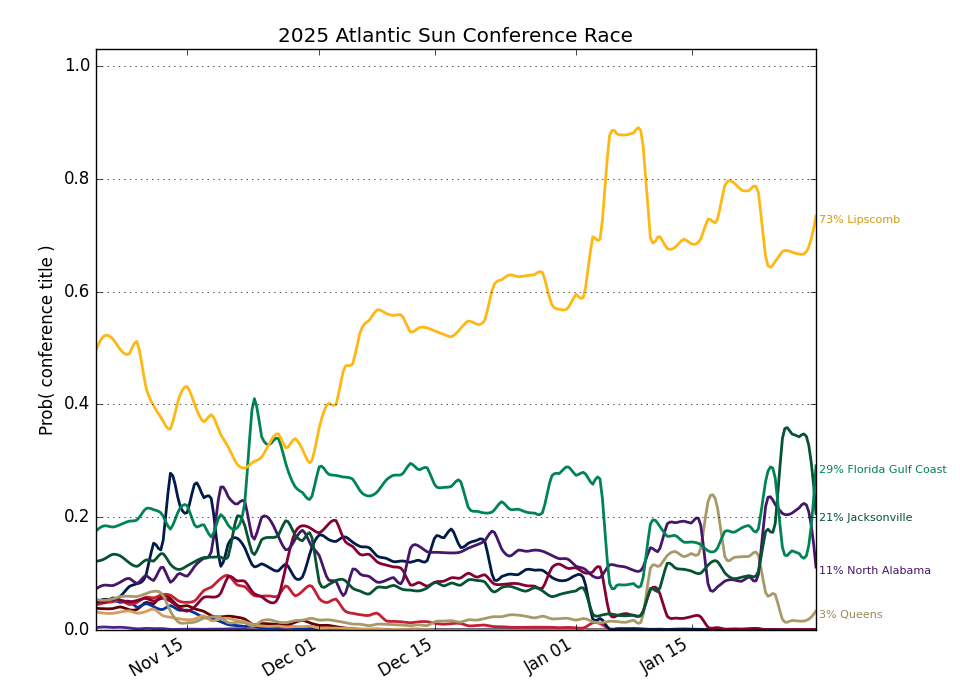 2025 Atlantic Sun Conference Race
Prob( conference title )
1.0
0.8
0.6
0.4
0.2
0.0
Nov 15
Dec 01
Dec 15
Jan 01
Jan 15
73% Lipscomb
29% Florida Gulf Coast
21% Jacksonville
11% North Alabama
3% Queens